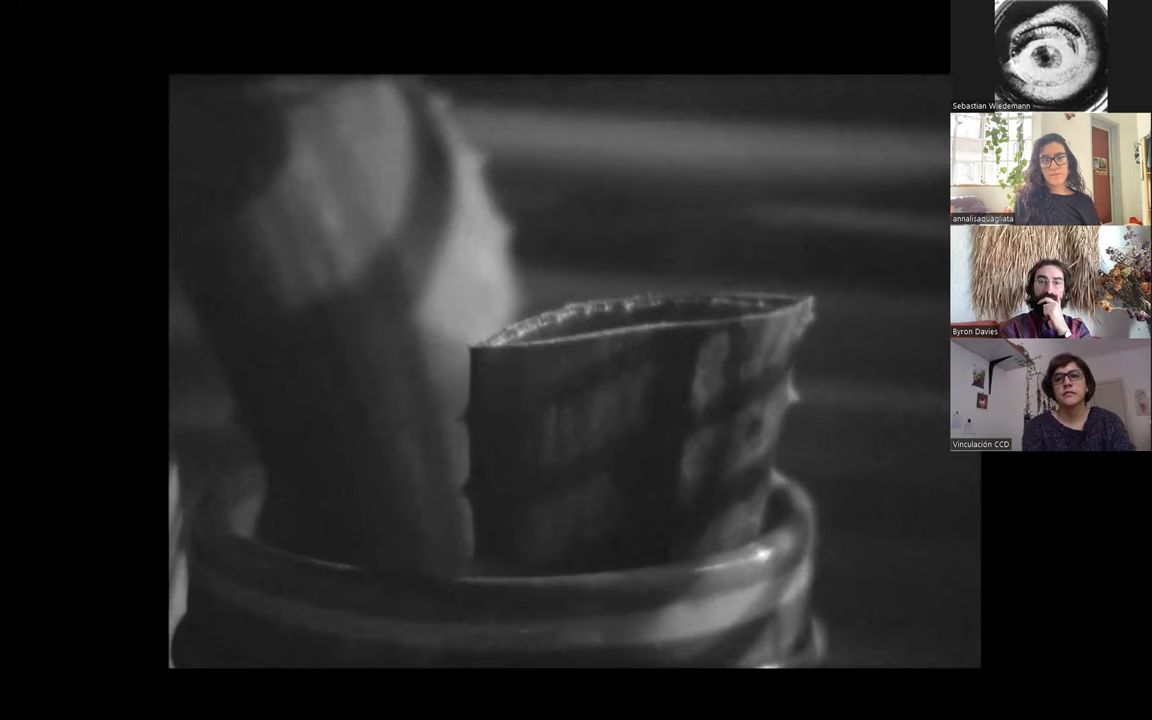 Sebastian Wiedemann
annalisaquagliata
Byron Davies
Vinculación CCD